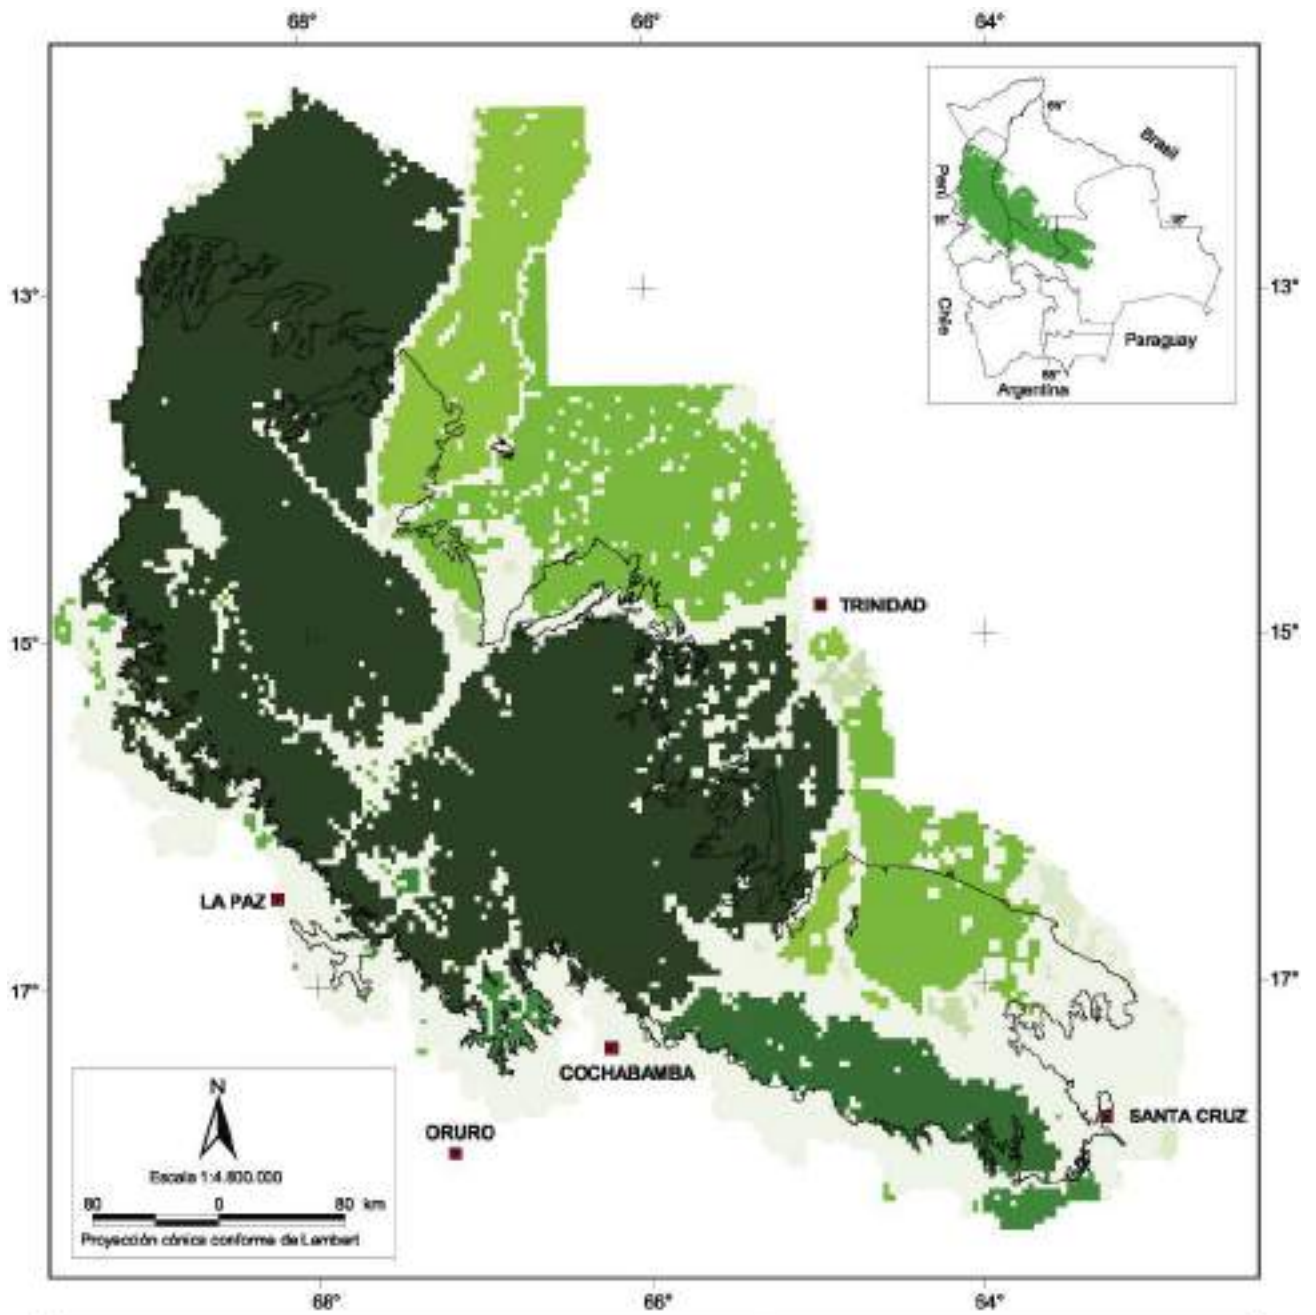 68° 66° 64°
66°
Brasil
Perú
Chile
Paraguay
Argentina
13° 13°
TRINIDAD
15° 15°
LA PAZ
17° 17°
COCHABAMBA
SANTA CRUZ
ORURO
N
Escala 1:4.800.000
80 0 80 km
Proyección cónica conforme de Lambert
68° 66° 64°